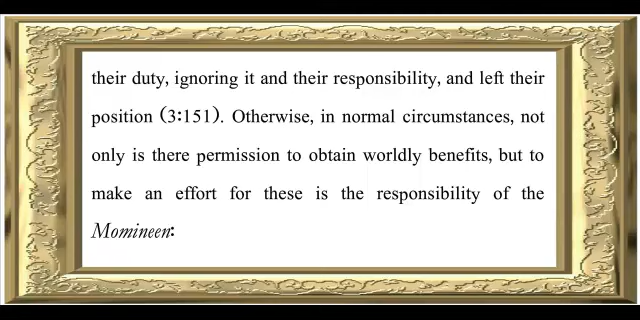 their duty, ignoring it and their responsibility, and left their
position (3:151). Otherwise, in normal circumstances, not
only is there permission to obtain worldly benefits, but to
make an effort for these is the responsibility of the
Momineen: